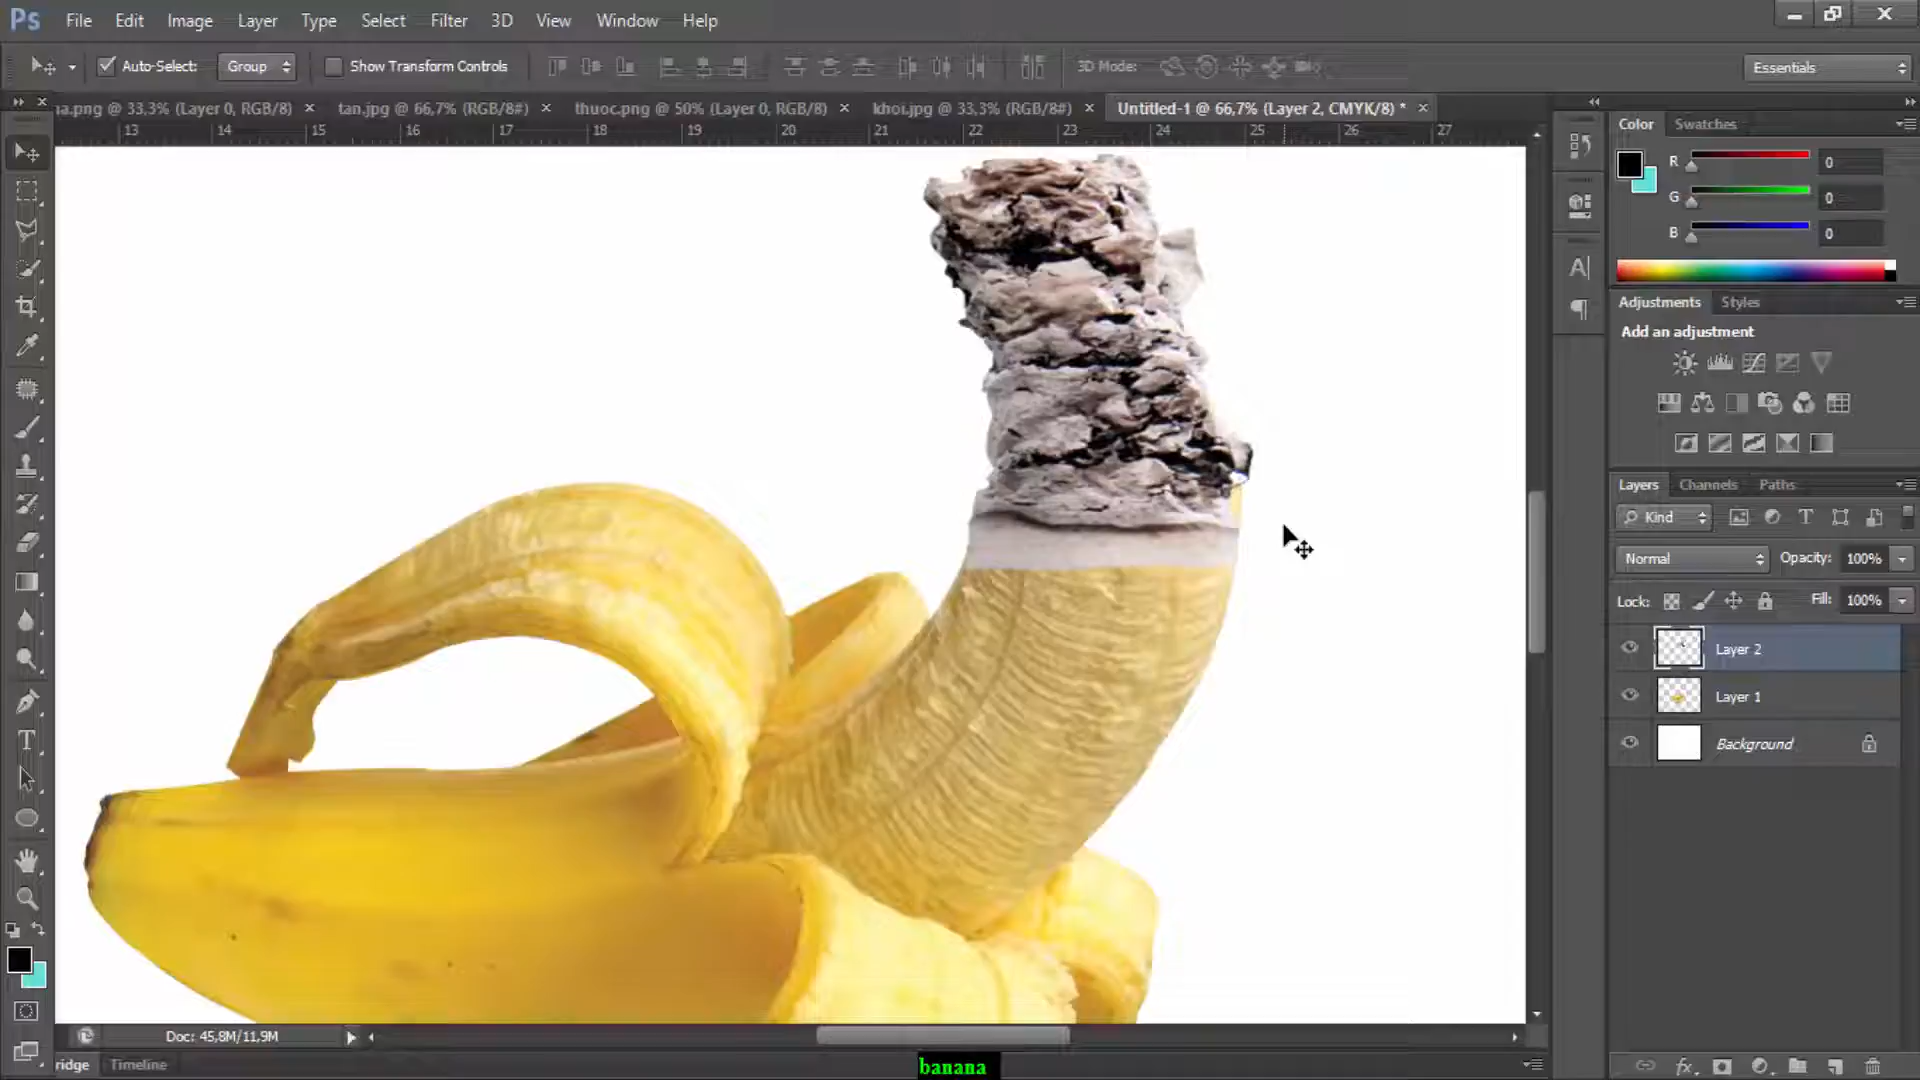 Ps File Edit Image Layer Type Select Filter 3D View Window Help
Auto-Select: Group Show Transform Controls 3D Mode: Essentials
na.png @ 33,3% (Layer 0, RGB/8) × tan.jpg @ 66,7% (RGB/8#) × thuoc.png @ 50% (Layer 0, RGB/8) × khoi.jpg @ 33,3% (RGB/8#) × Untitled-1 @ 66,7% (Layer 2, CMYK/8) * ×
13 14 15 16 17 18 19 20 21 22 23 24 25 26 27
Color Swatches
R 0
G 0
B 0
Adjustments Styles
Add an adjustment
Layers Channels Paths
Kind
Normal Opacity: 100%
Lock: Fill: 100%
Layer 2
Layer 1
Background
Doc: 45,8M/11,9M
ridge Timeline
banana